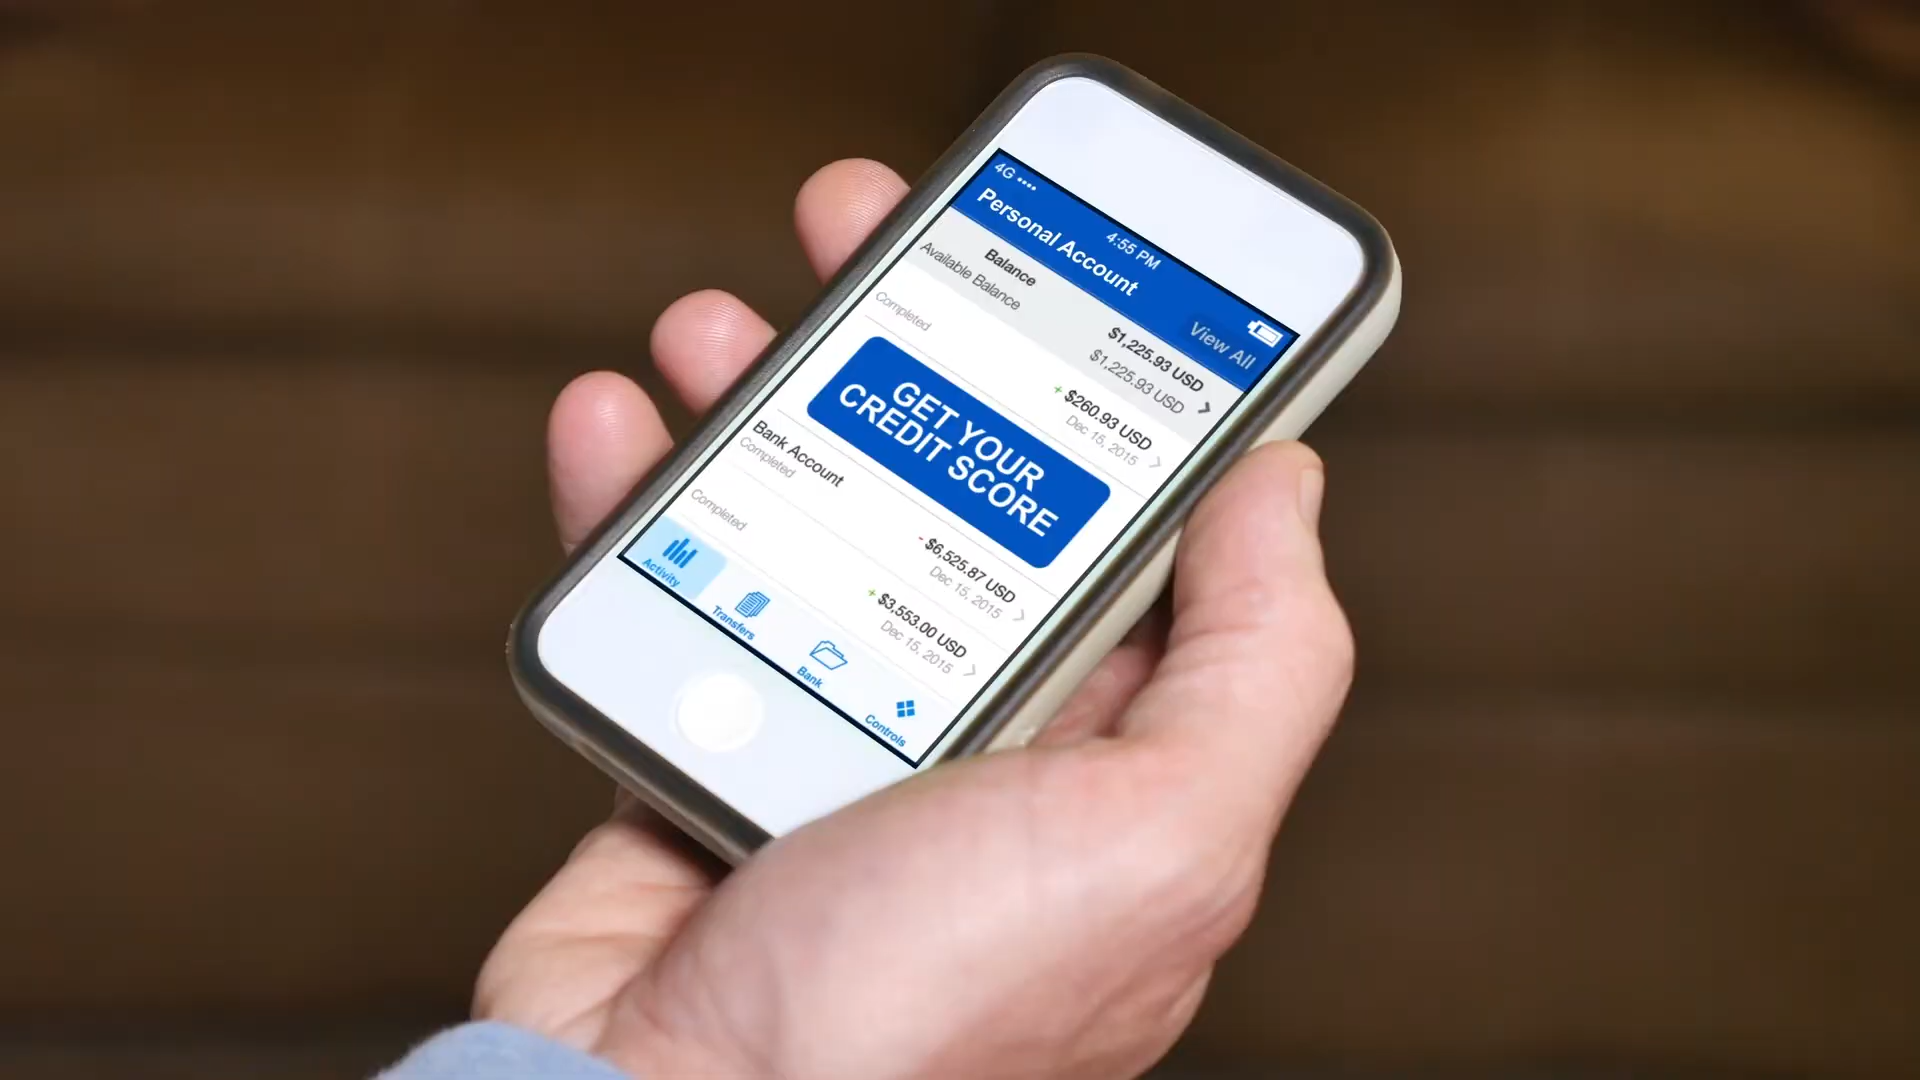 4G ••••
4:55 PM
Personal Account
View All
Balance
$1,225.93 USD
Available Balance
$1,225.93 USD
Completed
+ $260.93 USD
Dec 15, 2015
GET YOUR
CREDIT SCORE
Bank Account
Completed
- $6,525.87 USD
Dec 15, 2015
Completed
+ $3,553.00 USD
Dec 15, 2015
Activity
Transfers
Bank
Controls